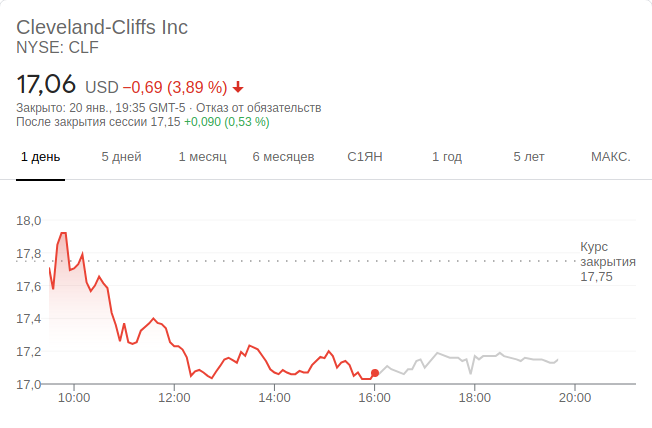 Cleveland-Cliffs Inc
NYSE: CLF
17,06 USD −0,69 (3,89 %)
Закрыто: 20 янв., 19:35 GMT-5 · Отказ от обязательств
После закрытия сессии 17,15 +0,090 (0,53 %)
1 день 5 дней 1 месяц 6 месяцев С1ЯН 1 год 5 лет МАКС.
18,0
17,8
17,6
17,4
17,2
17,0
Курс
закрытия
17,75
10:00 12:00 14:00 16:00 18:00 20:00